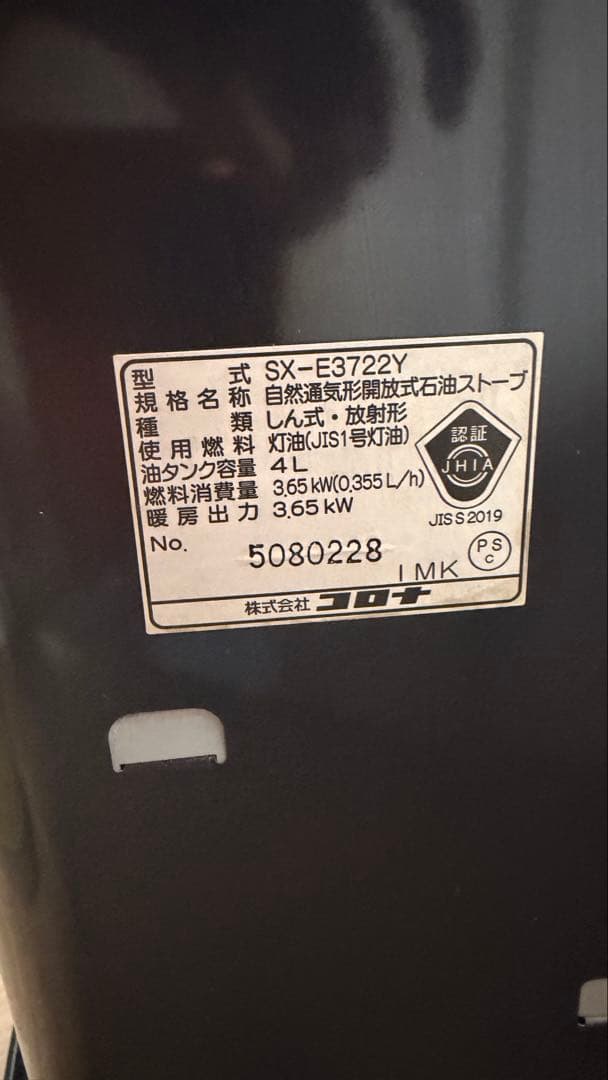 型式 SX-E3722Y
規格名称 自然通気形開放式石油ストーブ
種類 しん式・放射形
使用燃料 灯油(JIS1号灯油)
油タンク容量 4L
燃料消費量 3.65kW(0.355L/h)
暖房出力 3.65kW
認証
JHIA
JIS S 2019
No. 5080228
1MK
PS
C
株式会社 コロナ